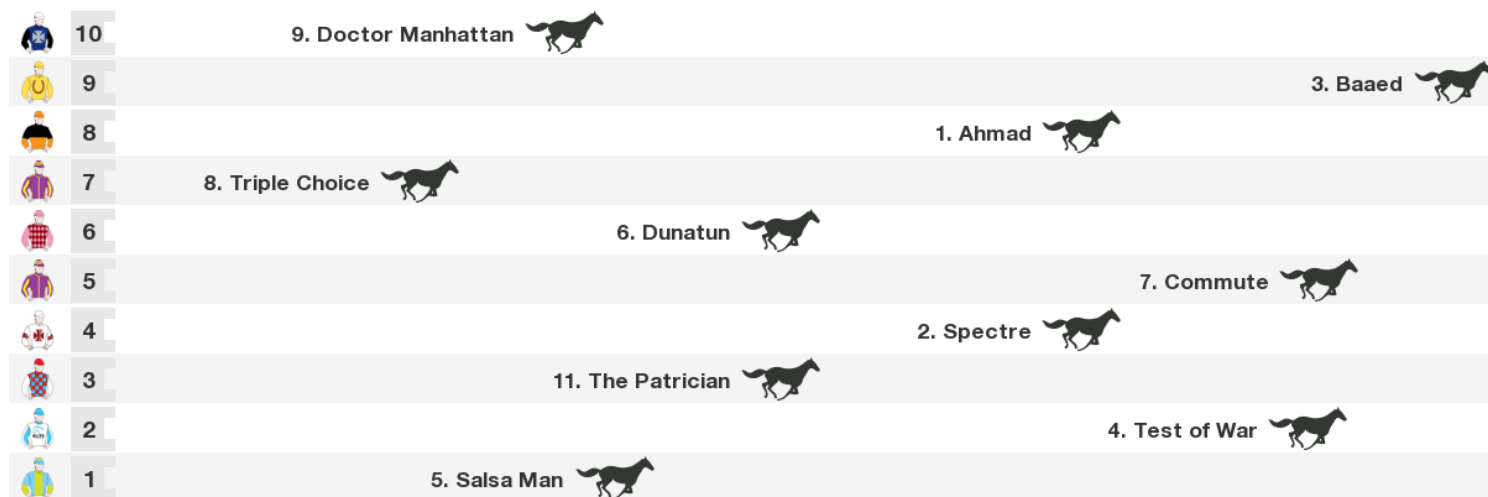 10 9. Doctor Manhattan
9 3. Baaed
8 1. Ahmad
7 8. Triple Choice
6 6. Dunatun
5 7. Commute
4 2. Spectre
3 11. The Patrician
2 4. Test of War
1 5. Salsa Man